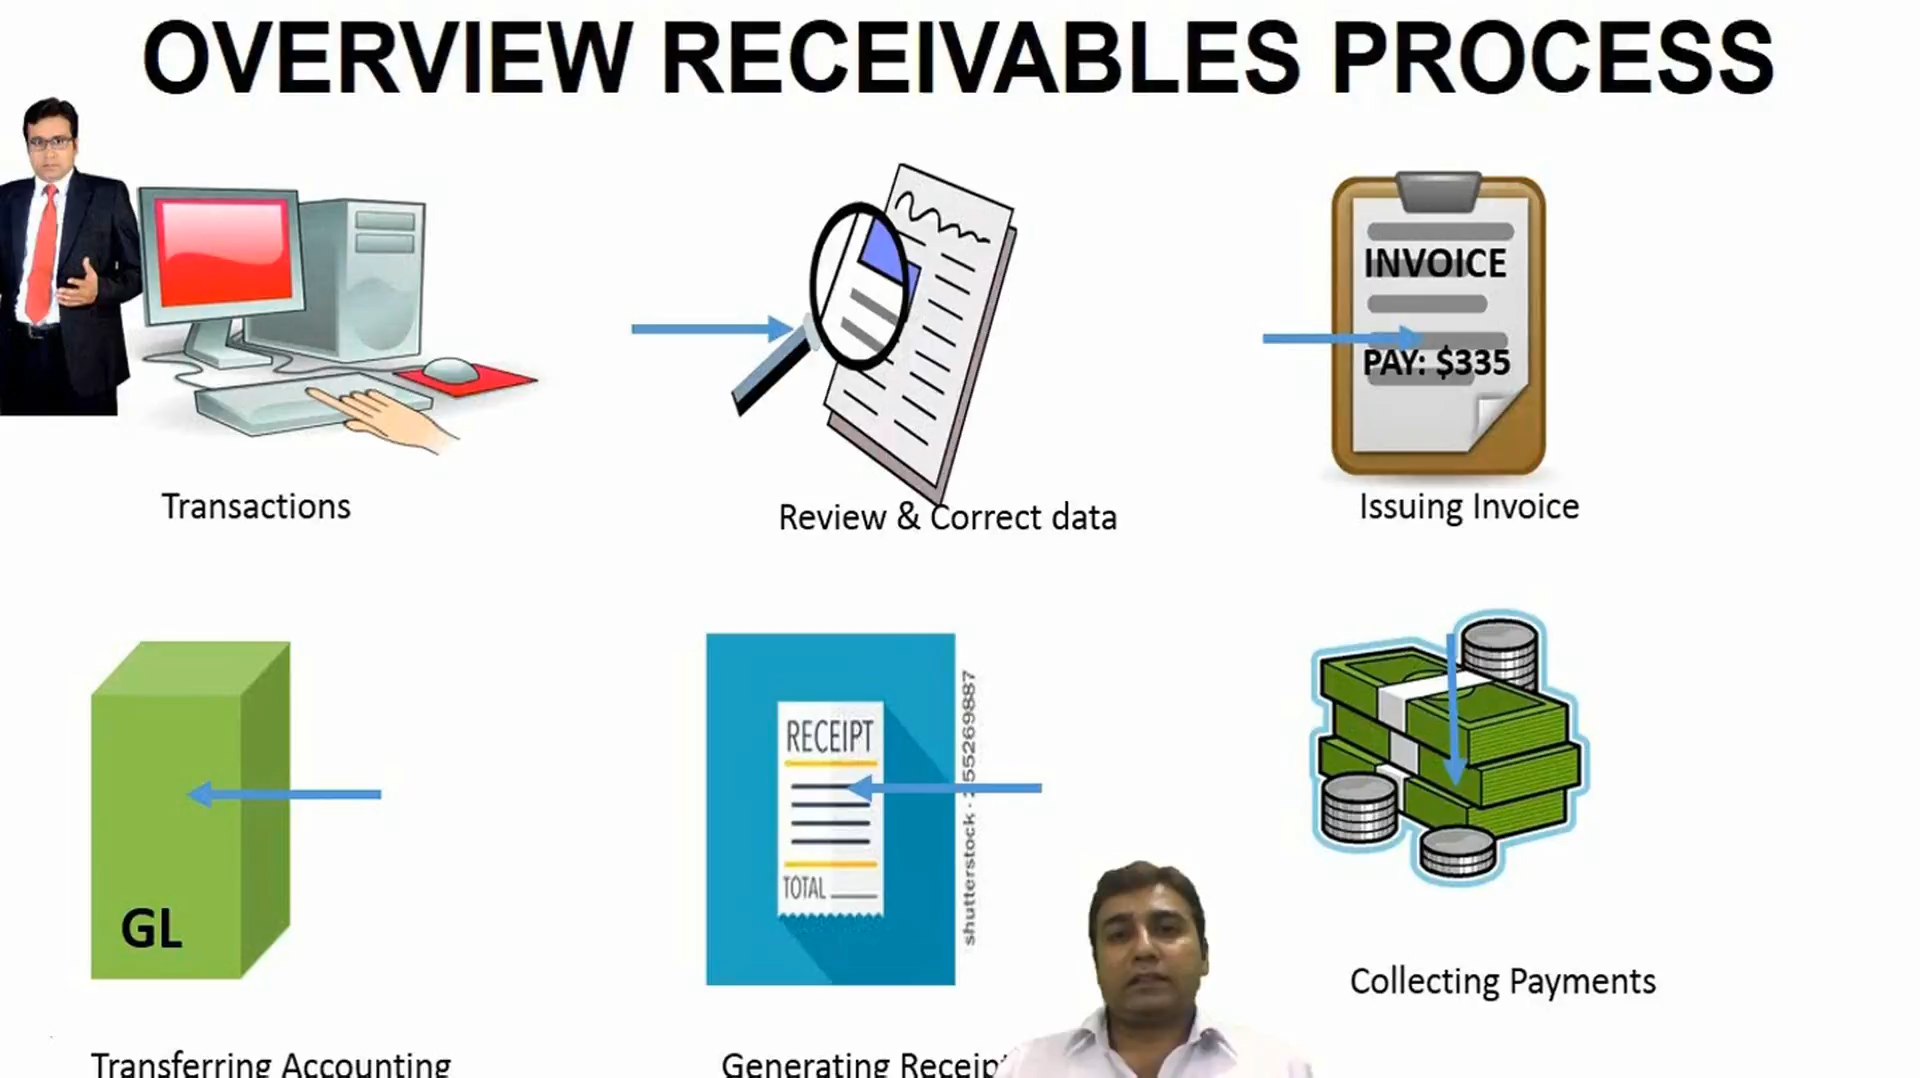 OVERVIEW RECEIVABLES PROCESS
INVOICE
PAY: $335
Transactions
Review & Correct data
Issuing Invoice
GL
RECEIPT
TOTAL
shutterstock
Collecting Payments
Transferring Accounting
Generating